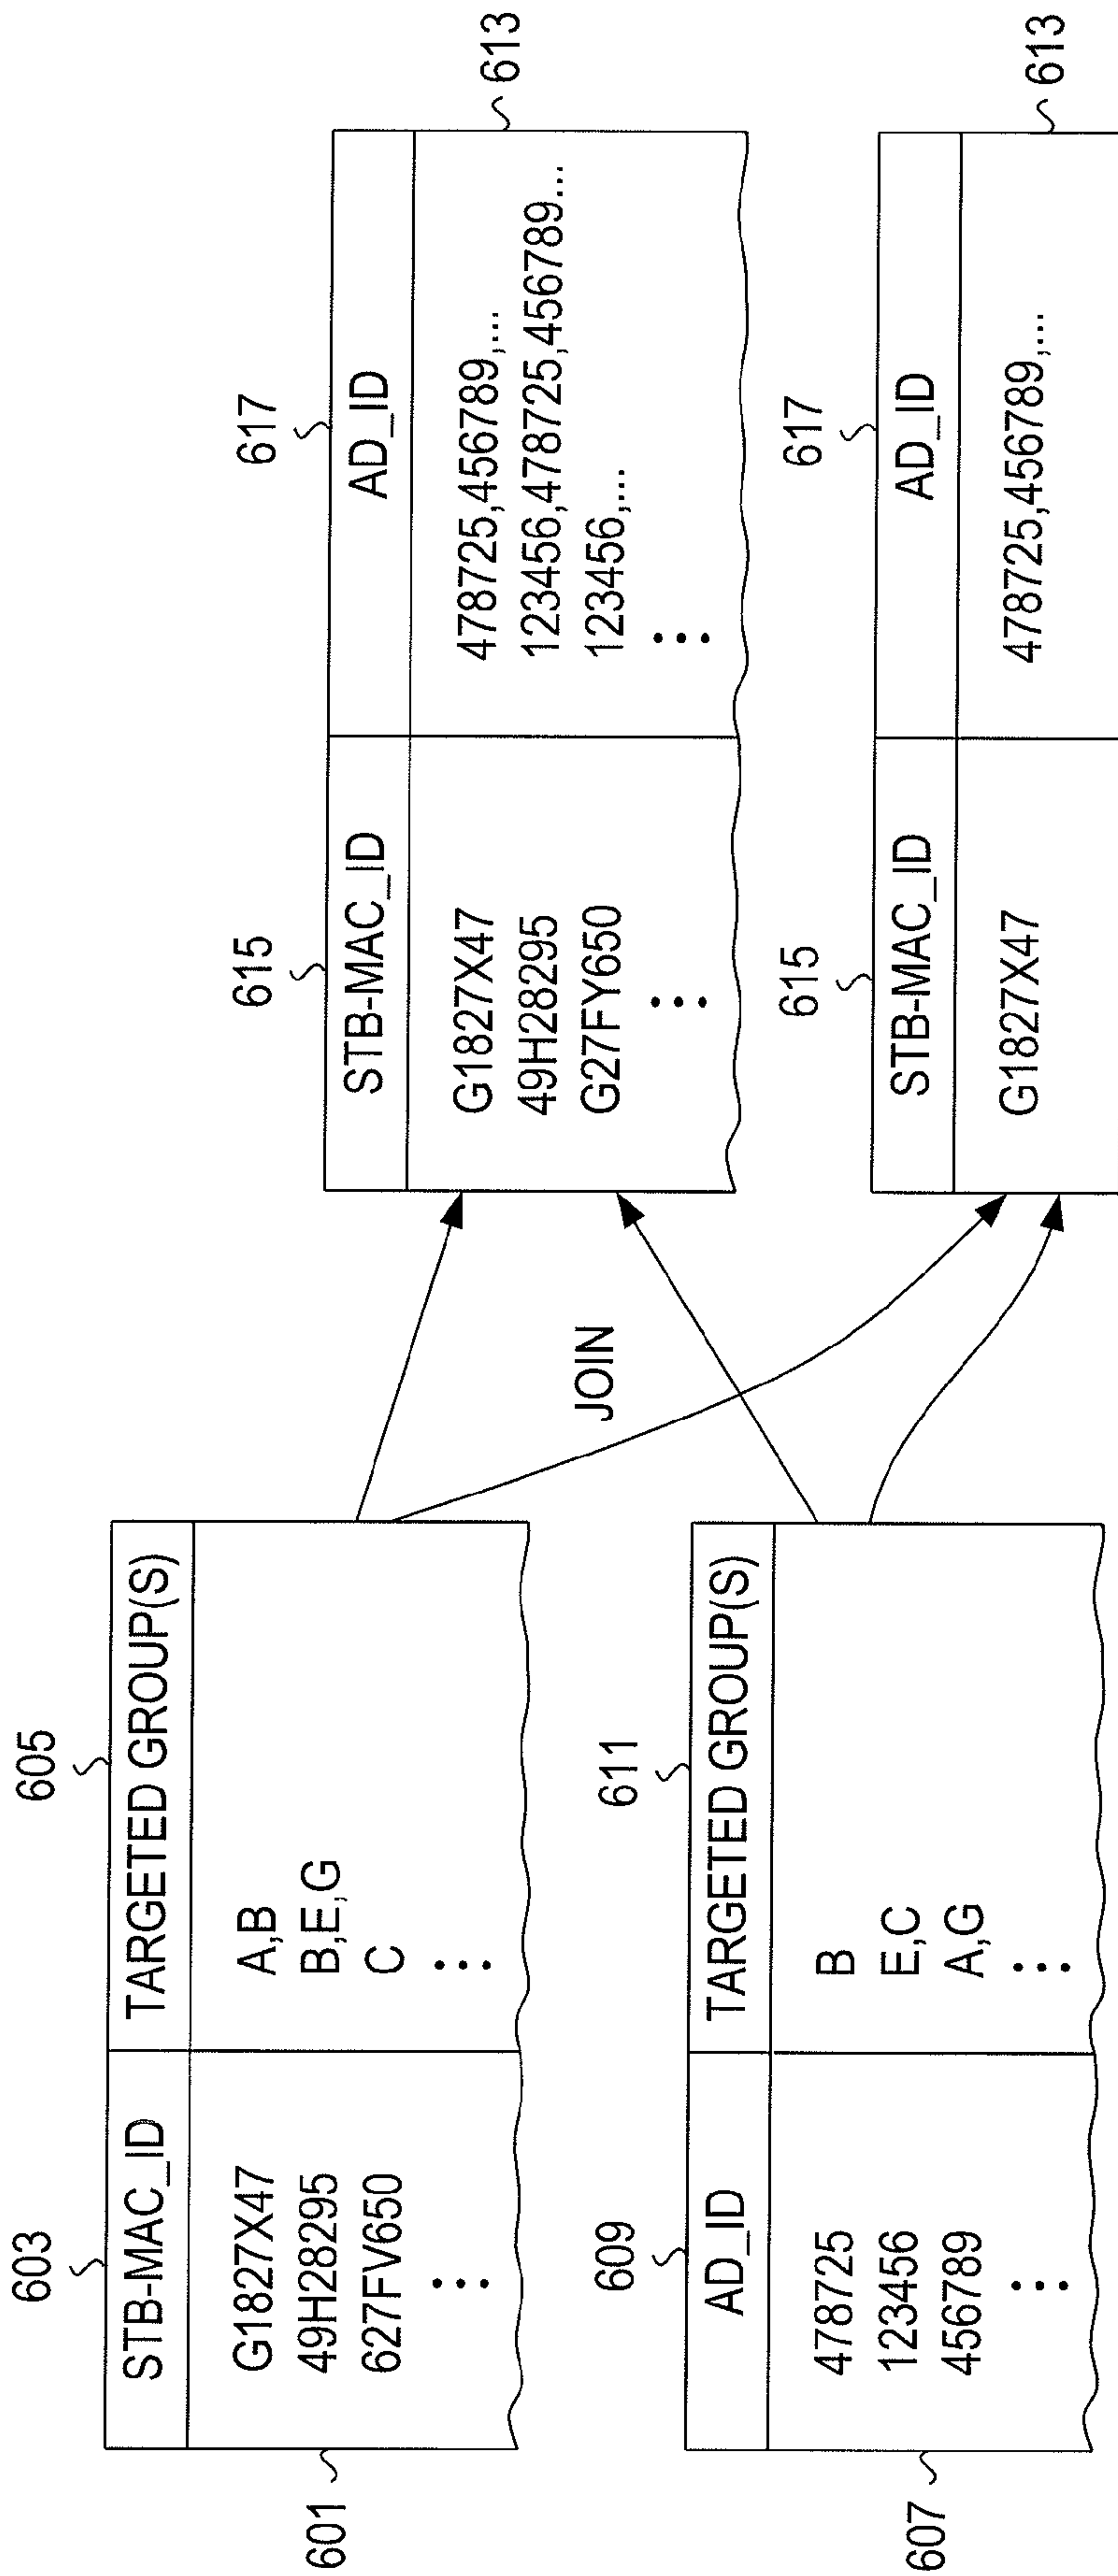 603
605
STB-MAC_ID TARGETED GROUP(S)
G1827X47 A,B
49H28295 B,E,G
627FV650 C
601
609
611
AD_ID TARGETED GROUP(S)
478725 B
123456 E,C
456789 A,G
607
JOIN
615
617
STB-MAC_ID AD_ID
G1827X47 478725,456789,...
49H28295 123456,478725,456789...
G27FY650 123456,...
613
615
617
STB-MAC_ID AD_ID
G1827X47 478725,456789,...
613